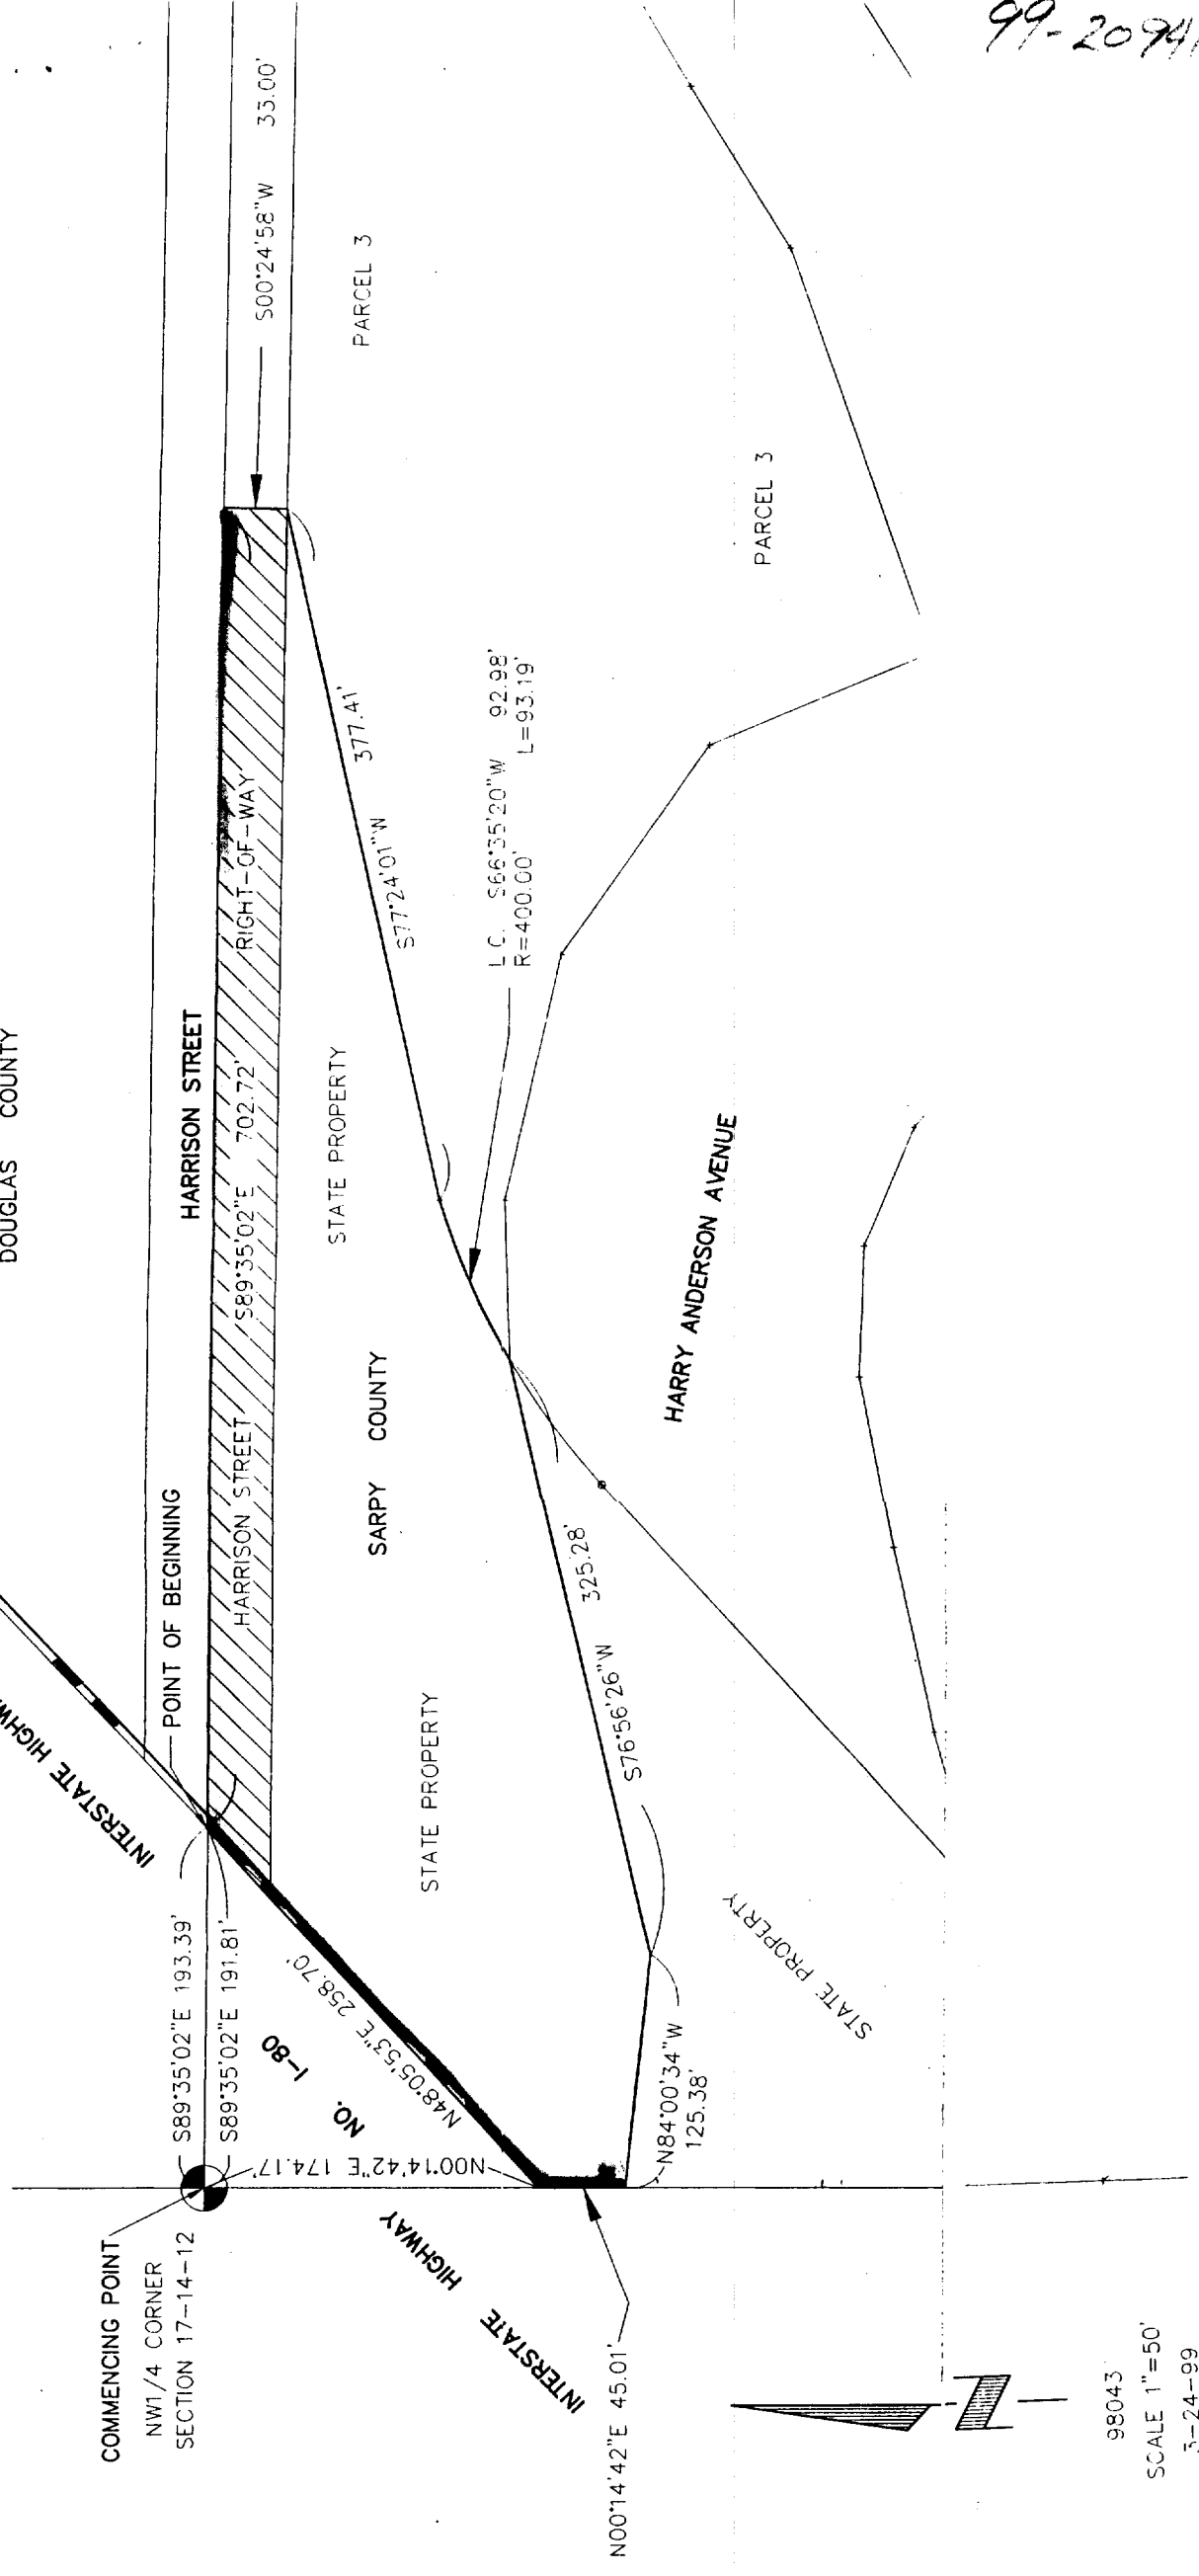 99-2094
DOUGLAS COUNTY
HARRISON STREET
POINT OF BEGINNING
INTERSTATE
COMMENCING POINT
NW1/4 CORNER
SECTION 17-14-12
S89°35'02"E 193.39'
S89°35'02"E 191.81'
HARRISON STREET
S89°35'02"E 702.72'
RIGHT-OF-WAY
S00°24'58"W 33.00'
PARCEL 3
STATE PROPERTY
SARPY COUNTY
STATE PROPERTY
S77°24'01"W 377.41'
L.C. S66°35'20"W 92.98'
R=400.00' L=93.19'
PARCEL 3
N48°05'53"E 258.70'
NO. I-80
N00°14'42"E 174.17'
INTERSTATE HIGHWAY
S76°56'26"W 325.28'
HARRY ANDERSON AVENUE
N84°00'34"W
125.38'
STATE PROPERTY
N00°14'42"E 45.01'
98043
SCALE 1"=50'
3-24-99